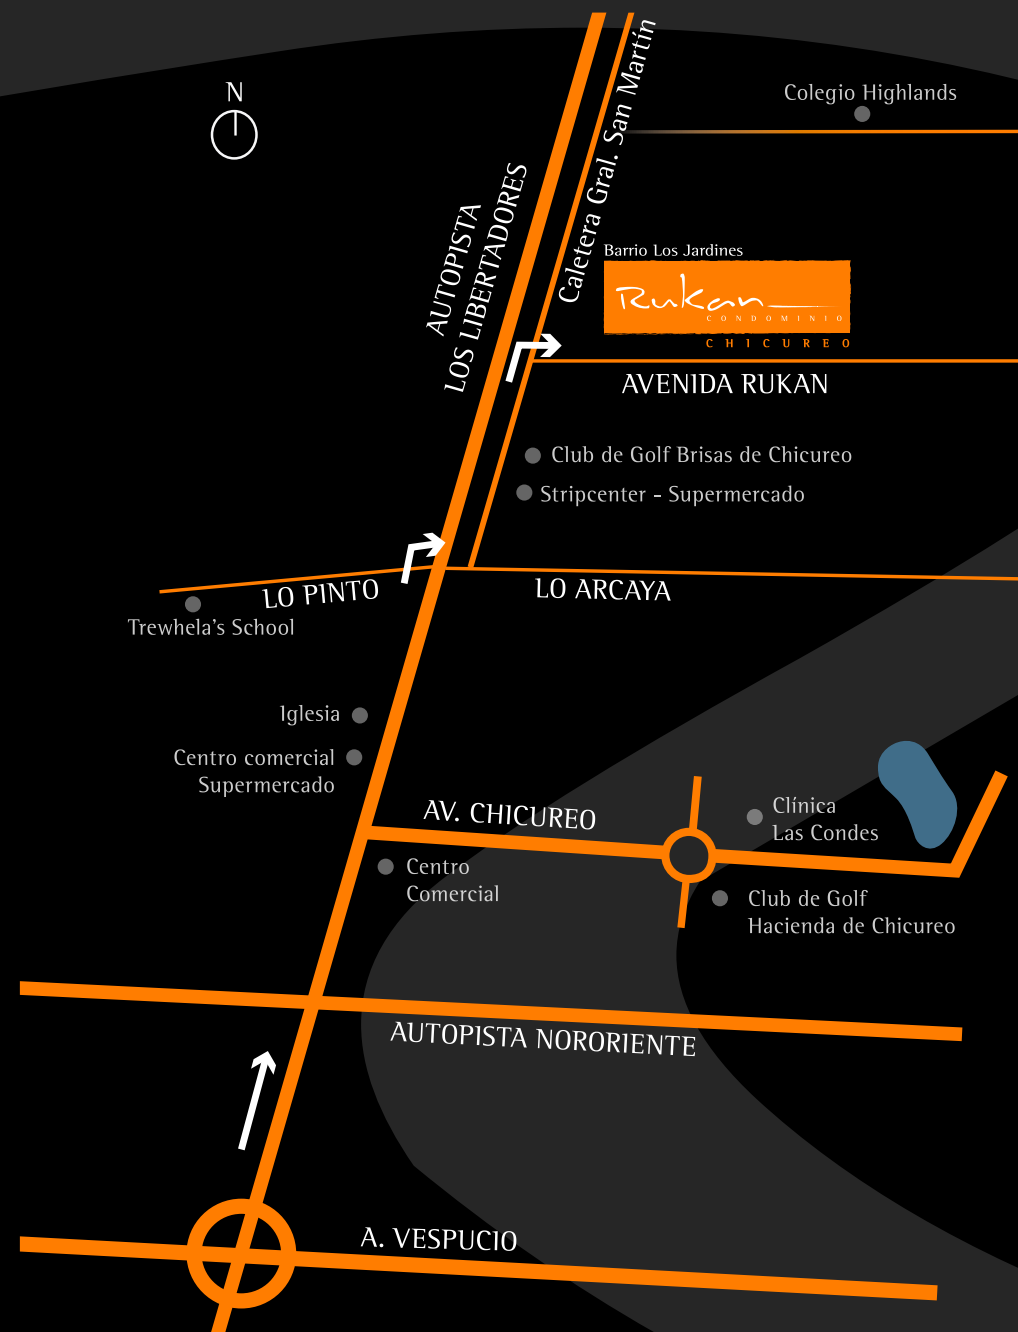 N
Colegio Highlands
Caletera Gral. San Martín
AUTOPISTA
LOS LIBERTADORES
Barrio Los Jardines
Rukan
CONDOMINIO
CHICUREO
AVENIDA RUKAN
Club de Golf Brisas de Chicureo
Stripcenter - Supermercado
LO PINTO
LO ARCAYA
Trewhela's School
Iglesia
Centro comercial
Supermercado
AV. CHICUREO
Clínica
Las Condes
Centro
Comercial
Club de Golf
Hacienda de Chicureo
AUTOPISTA NORORIENTE
A. VESPUCIO